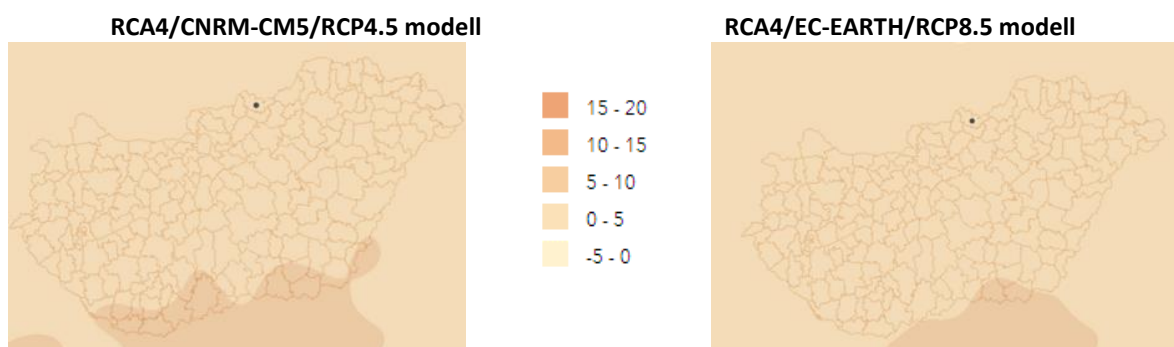 RCA4/CNRM-CM5/RCP4.5 modell
RCA4/EC-EARTH/RCP8.5 modell
15 - 20
10 - 15
5 - 10
0 - 5
-5 - 0